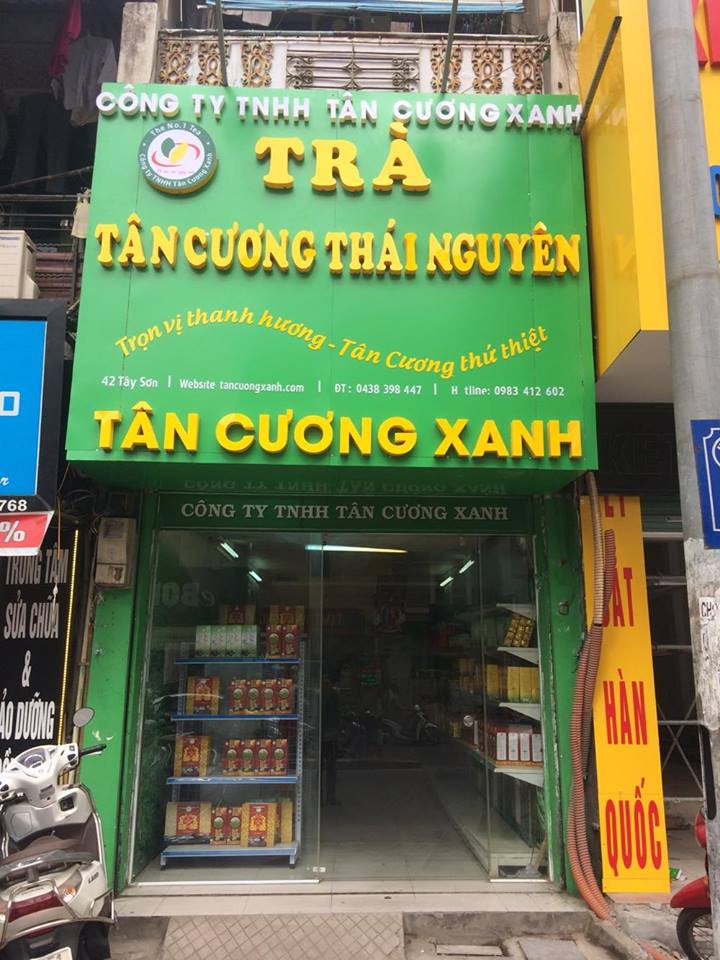 CÔNG TY TNHH TÂN CƯƠNG XANH
The No.1 Tea
Công ty TNHH Tân Cương Xanh
TRÀ
TÂN CƯƠNG THÁI NGUYÊN
Trọn vị thanh hương - Tân Cương thứ thiệt
42 Tây Sơn | Website tancuongxanh.com | ĐT: 0438 398 447 | H tline: 0983 412 602
TÂN CƯƠNG XANH
CÔNG TY TNHH TÂN CƯƠNG XANH
768
%
TRUNG TÂM
SỬA CHỮA
&
ẢO DƯỠNG
HÀN
QUỐC